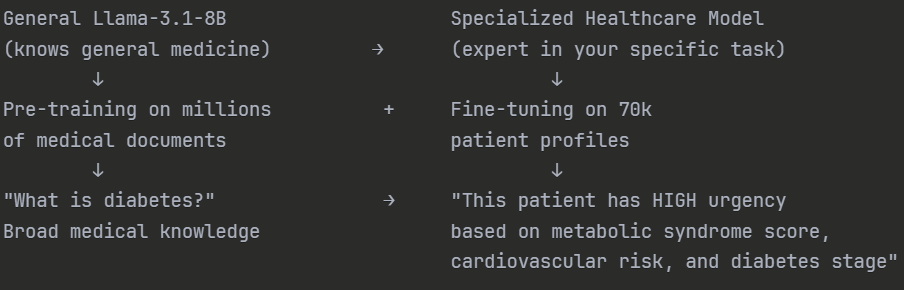 General Llama-3.1-8B Specialized Healthcare Model
(knows general medicine) → (expert in your specific task)
↓ ↓
Pre-training on millions + Fine-tuning on 70k
of medical documents patient profiles
↓ ↓
"What is diabetes?" → "This patient has HIGH urgency
Broad medical knowledge based on metabolic syndrome score,
cardiovascular risk, and diabetes stage"